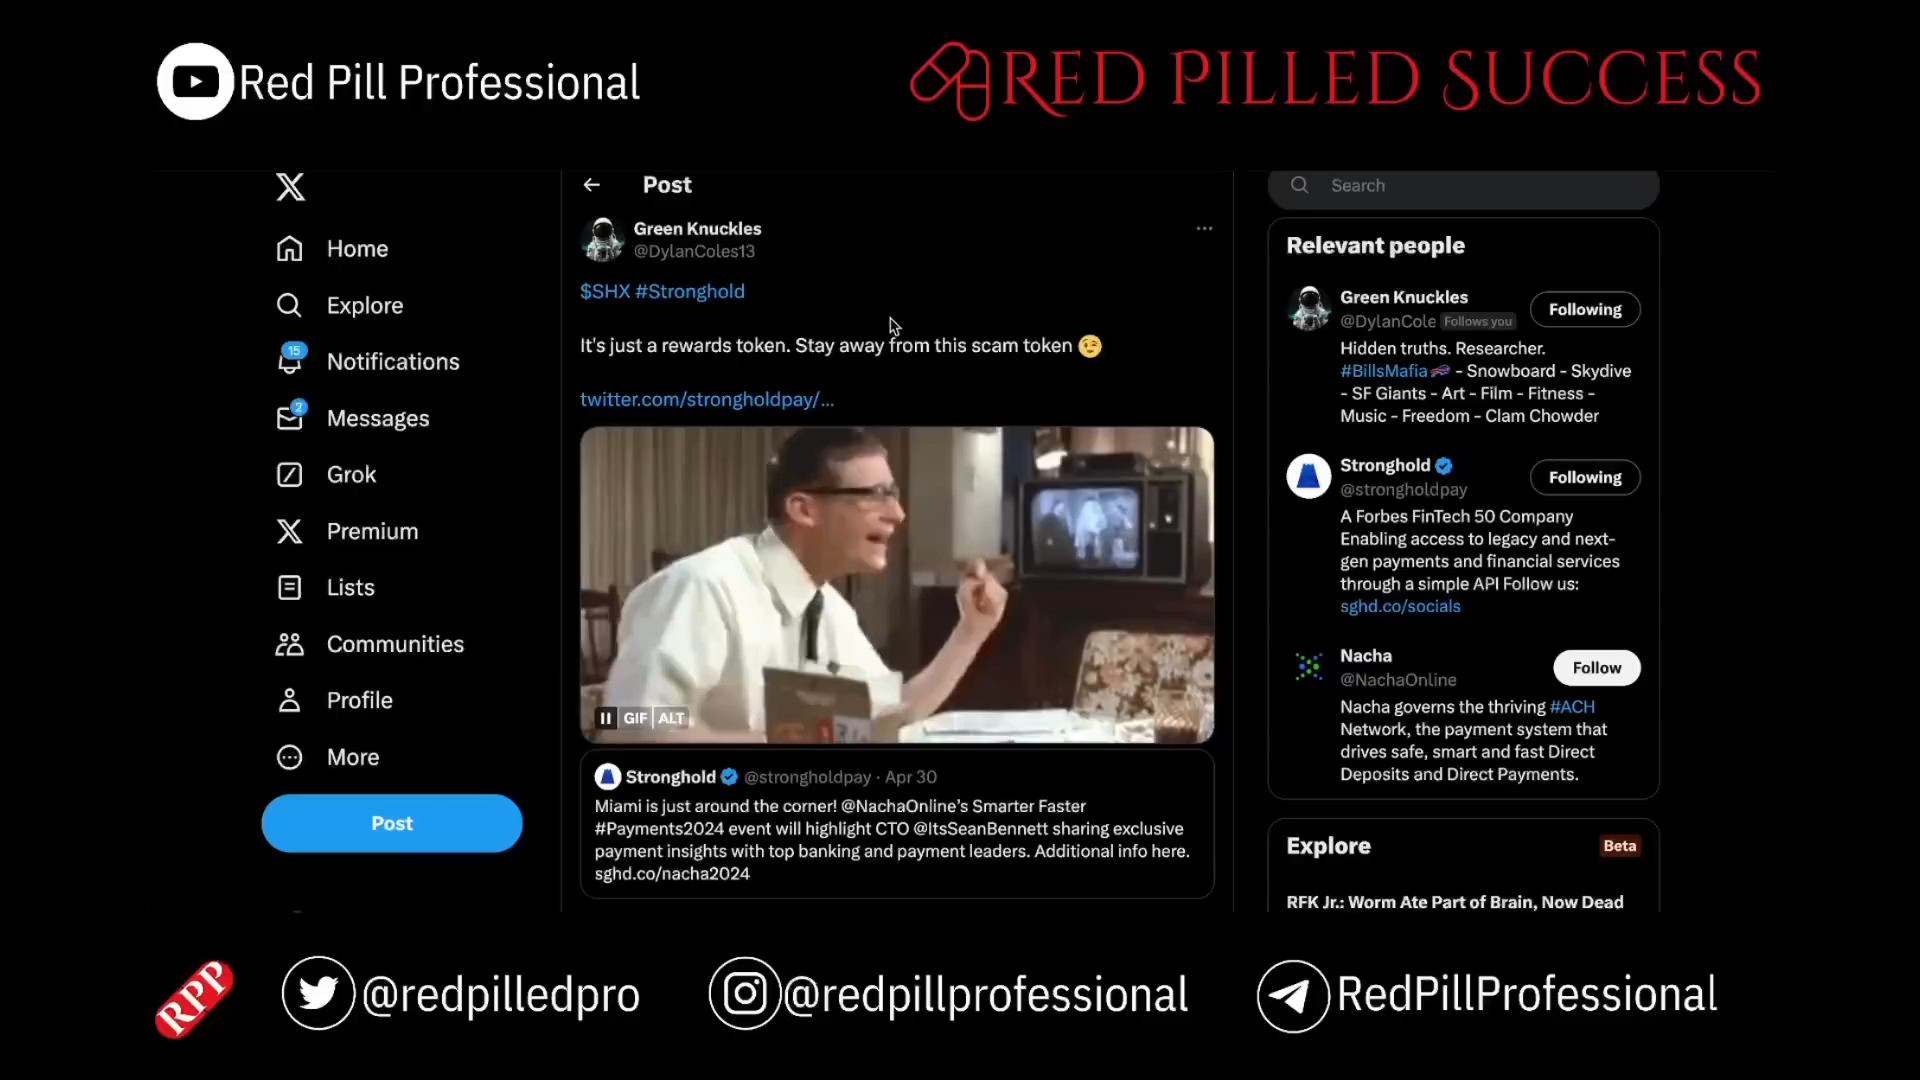 Red Pill Professional
RED PILLED SUCCESS
Home
Explore
15
Notifications
2
Messages
Grok
Premium
Lists
Communities
Profile
More
Post
Post
Green Knuckles
@DylanColes13
$SHX #Stronghold
It's just a rewards token. Stay away from this scam token 😉
twitter.com/strongholdpay/...
GIF ALT
Stronghold @strongholdpay · Apr 30
Miami is just around the corner! @NachaOnline's Smarter Faster
#Payments2024 event will highlight CTO @ItsSeanBennett sharing exclusive
payment insights with top banking and payment leaders. Additional info here.
sghd.co/nacha2024
Search
Relevant people
Green Knuckles
@DylanCole Follows you
Following
Hidden truths. Researcher.
#BillsMafia - Snowboard - Skydive
- SF Giants - Art - Film - Fitness -
Music - Freedom - Clam Chowder
Stronghold
@strongholdpay
Following
A Forbes FinTech 50 Company
Enabling access to legacy and next-
gen payments and financial services
through a simple API Follow us:
sghd.co/socials
Nacha
@NachaOnline
Follow
Nacha governs the thriving #ACH
Network, the payment system that
drives safe, smart and fast Direct
Deposits and Direct Payments.
Explore
Beta
RFK Jr.: Worm Ate Part of Brain, Now Dead
RPP
@redpilledpro
@redpillprofessional
RedPillProfessional